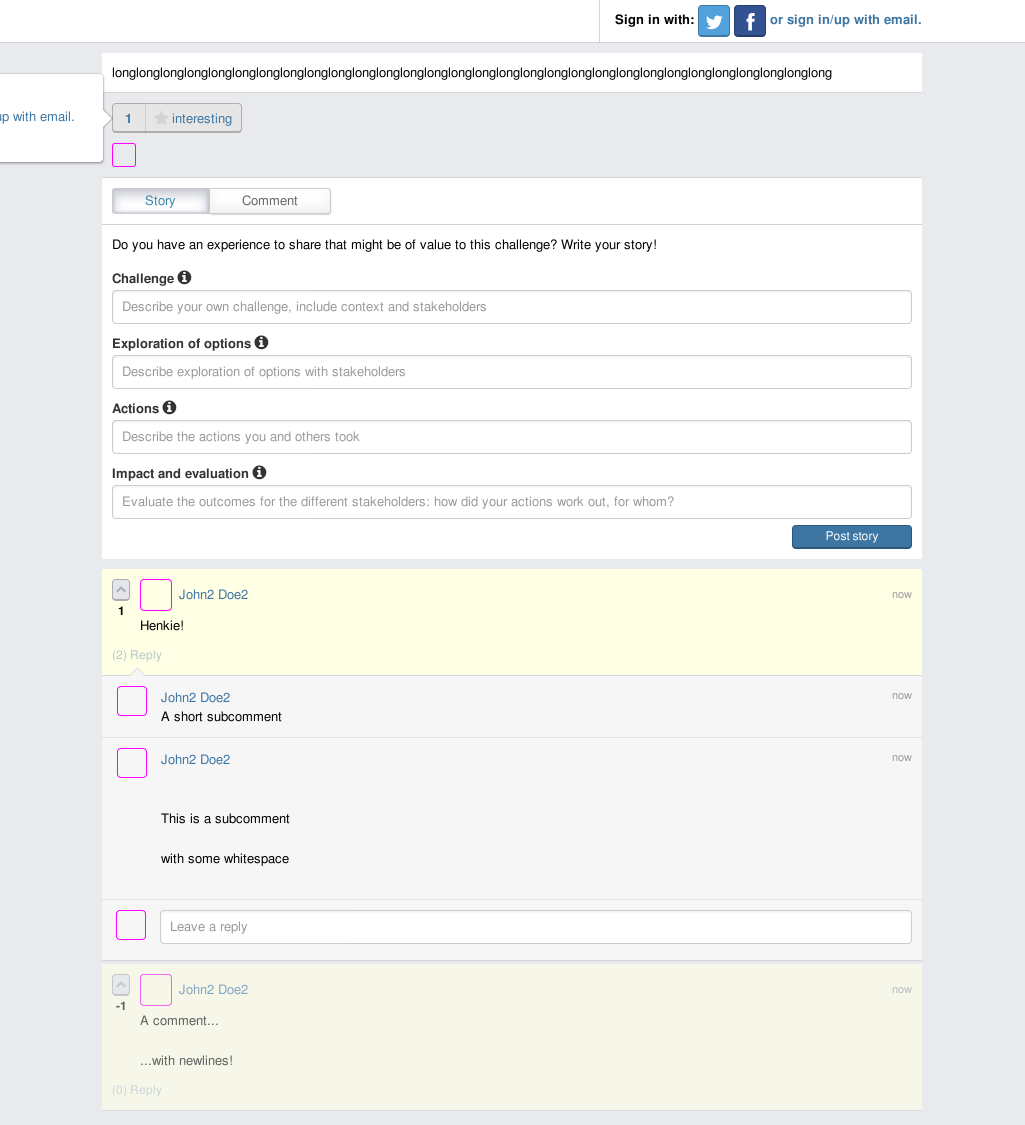 Sign in with: or sign in/up with email.
longlonglonglonglonglonglonglonglonglonglonglonglonglonglonglonglonglonglonglonglonglonglonglonglonglonglonglonglonglong
up with email.
1 interesting
Story Comment
Do you have an experience to share that might be of value to this challenge? Write your story!
Challenge
Describe your own challenge, include context and stakeholders
Exploration of options
Describe exploration of options with stakeholders
Actions
Describe the actions you and others took
Impact and evaluation
Evaluate the outcomes for the different stakeholders: how did your actions work out, for whom?
Post story
John2 Doe2 now
1
Henkie!
(2) Reply
John2 Doe2 now
A short subcomment
John2 Doe2 now
This is a subcomment
with some whitespace
Leave a reply
John2 Doe2 now
-1
A comment...
...with newlines!
(0) Reply